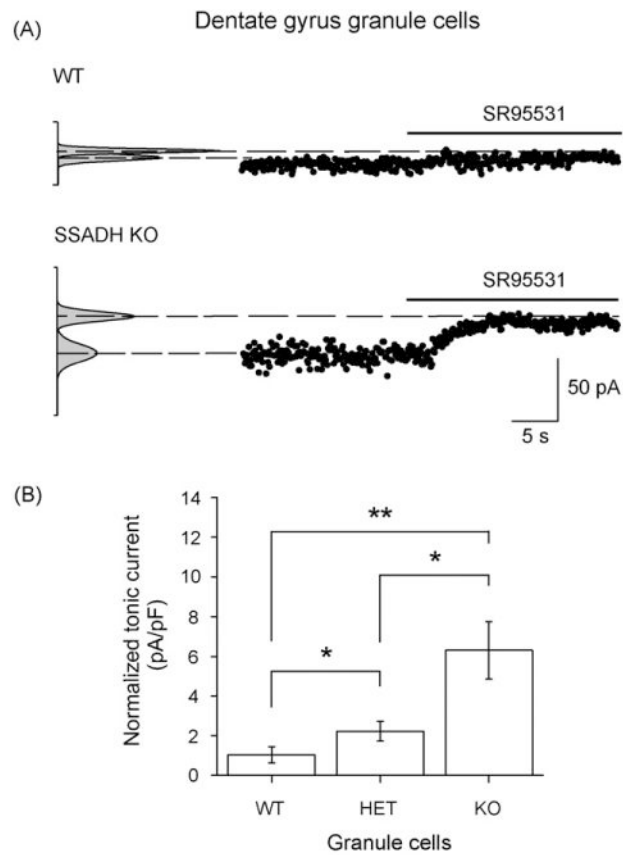 (A)
Dentate gyrus granule cells
WT
SR95531
SSADH KO
SR95531
50 pA
5 s
(B)
Normalized tonic current
(pA/pF)
14
12
10
8
6
4
2
0
**
*
*
WT HET KO
Granule cells